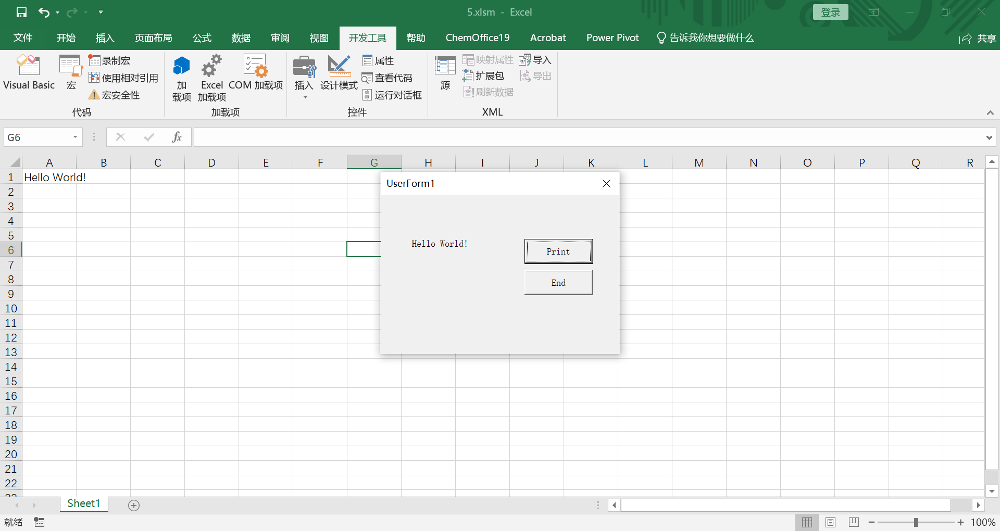 5.xlsm - Excel
登录
文件 开始 插入 页面布局 公式 数据 审阅 视图 开发工具 帮助 ChemOffice19 Acrobat Power Pivot 告诉我你想要做什么 共享
Visual Basic
宏
录制宏
使用相对引用
宏安全性
代码
加
载项
Excel
加载项
COM 加载项
加载项
插入
设计模式
属性
查看代码
运行对话框
控件
源
映射属性
扩展包
刷新数据
导入
导出
XML
G6
fx
A B C D E F G H I J K L M N O P Q R
1 Hello World!
2
3
4
5
6
7
8
9
10
11
12
13
14
15
16
17
18
19
20
21
22
23
UserForm1
Hello World!
Print
End
Sheet1
就绪
100%